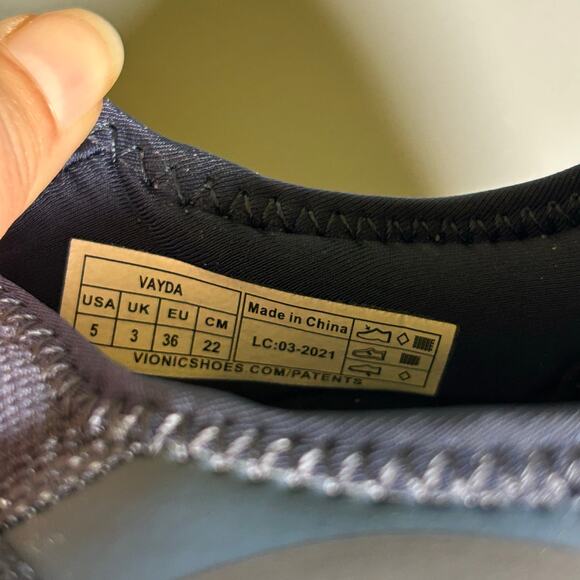 VAYDA
USA UK EU CM
5 3 36 22
Made in China
LC:03-2021
VIONICSHOES.COM/PATENTS